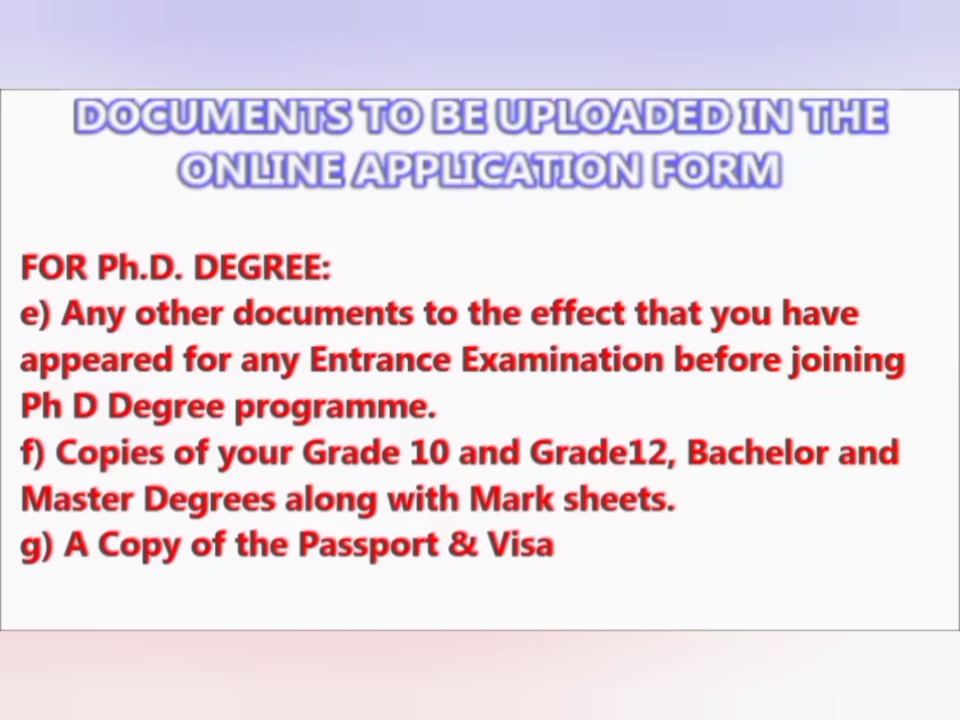 DOCUMENTS TO BE UPLOADED IN THE
ONLINE APPLICATION FORM
FOR Ph.D. DEGREE:
e) Any other documents to the effect that you have
appeared for any Entrance Examination before joining
Ph D Degree programme.
f) Copies of your Grade 10 and Grade12, Bachelor and
Master Degrees along with Mark sheets.
g) A Copy of the Passport & Visa